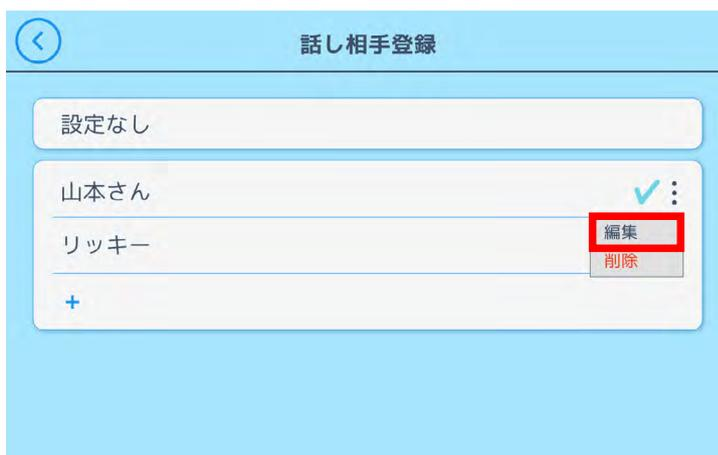 話し相手登録
設定なし
山本さん
編集
リッキー
削除
+